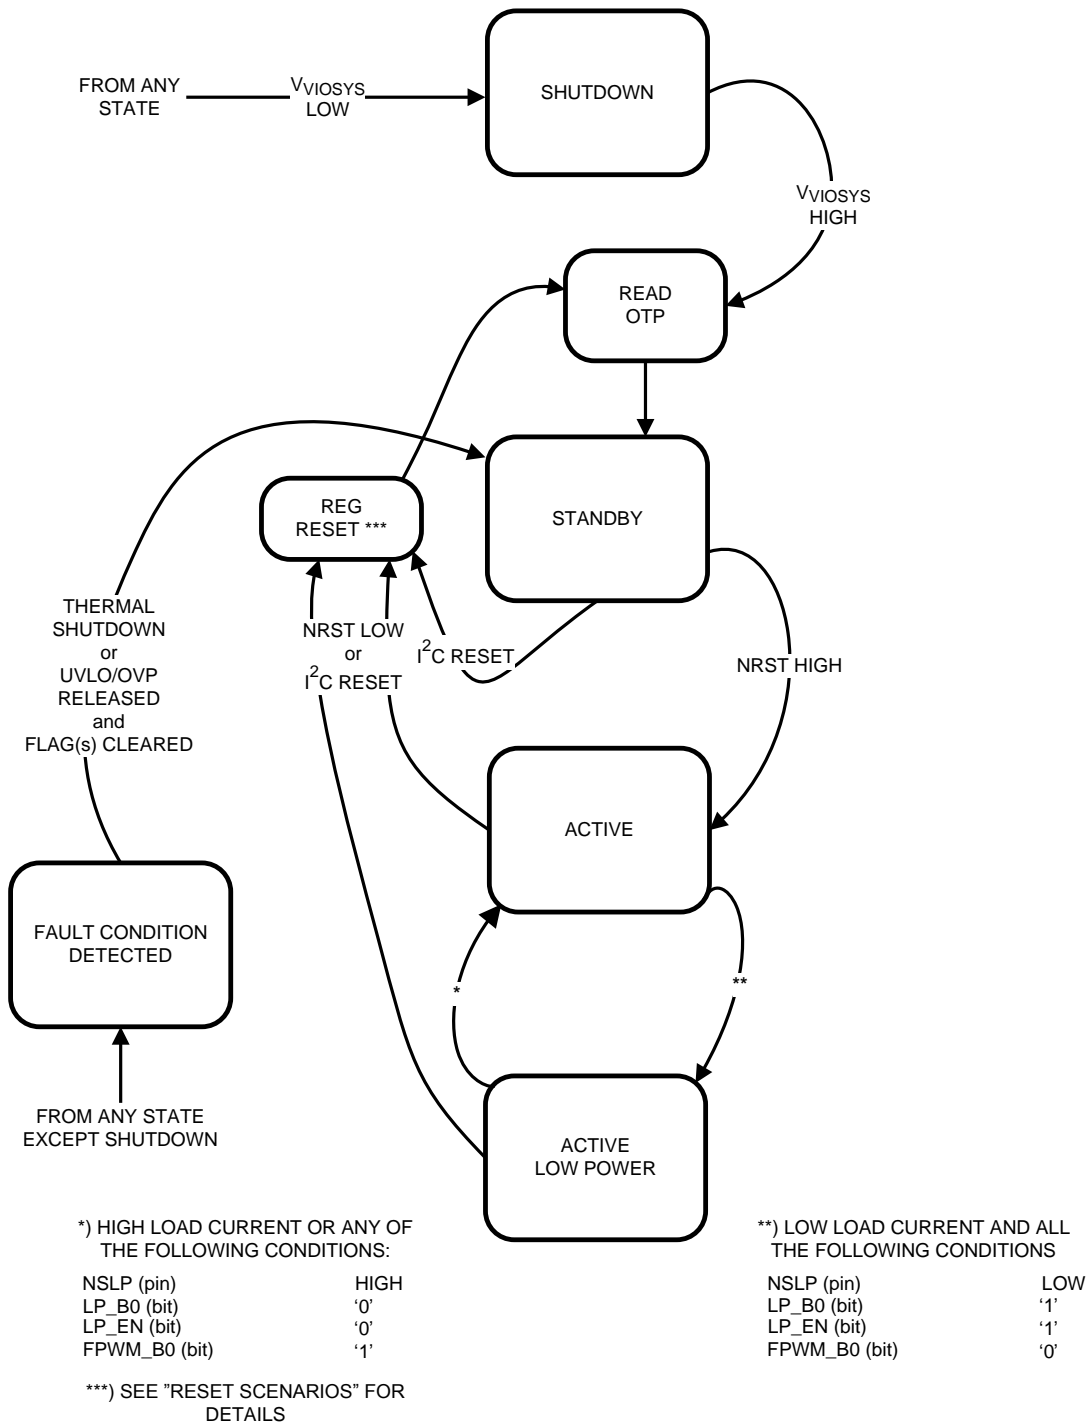 SHUTDOWN
FROM ANY
STATE
VVIOSYS
LOW
VVIOSYS
HIGH
READ
OTP
REG
RESET ***
STANDBY
THERMAL
SHUTDOWN
or
UVLO/OVP
RELEASED
and
FLAG(s) CLEARED
NRST LOW
or
I2C RESET
I2C RESET
NRST HIGH
ACTIVE
FAULT CONDITION
DETECTED
*
**
FROM ANY STATE
EXCEPT SHUTDOWN
ACTIVE
LOW POWER
*) HIGH LOAD CURRENT OR ANY OF
THE FOLLOWING CONDITIONS:
NSLP (pin) HIGH
LP_B0 (bit) ‘0’
LP_EN (bit) ‘0’
FPWM_B0 (bit) ‘1’
**) LOW LOAD CURRENT AND ALL
THE FOLLOWING CONDITIONS
NSLP (pin) LOW
LP_B0 (bit) ‘1’
LP_EN (bit) ‘1’
FPWM_B0 (bit) ‘0’
***) SEE ”RESET SCENARIOS” FOR
DETAILS